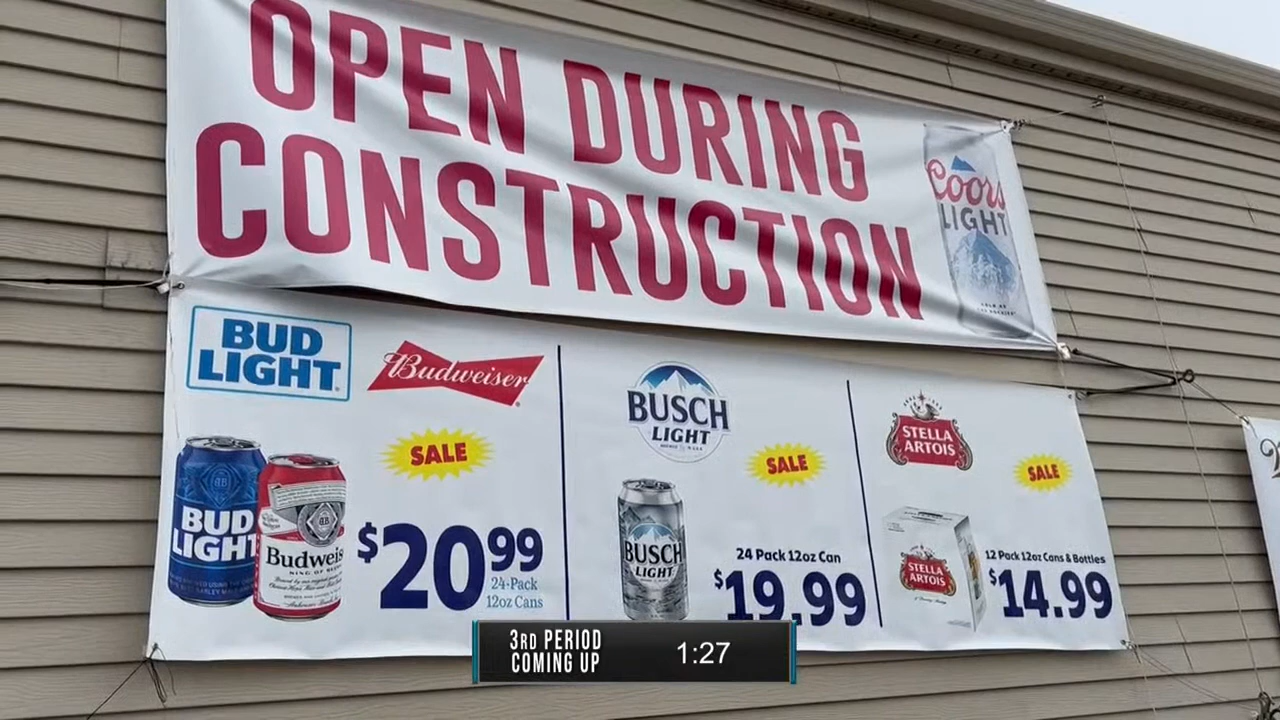 OPEN DURING
CONSTRUCTION
Coors
LIGHT
BUD
LIGHT
Budweiser
SALE
BUD
LIGHT
Budweis
$20.99
24-Pack
12oz Cans
BUSCH
LIGHT
SALE
BUSCH
LIGHT
24 Pack 12oz Can
$19.99
STELLA
ARTOIS
SALE
STELLA
ARTOIS
12 Pack 12oz Cans & Bottles
$14.99
3RD PERIOD
COMING UP
1:27